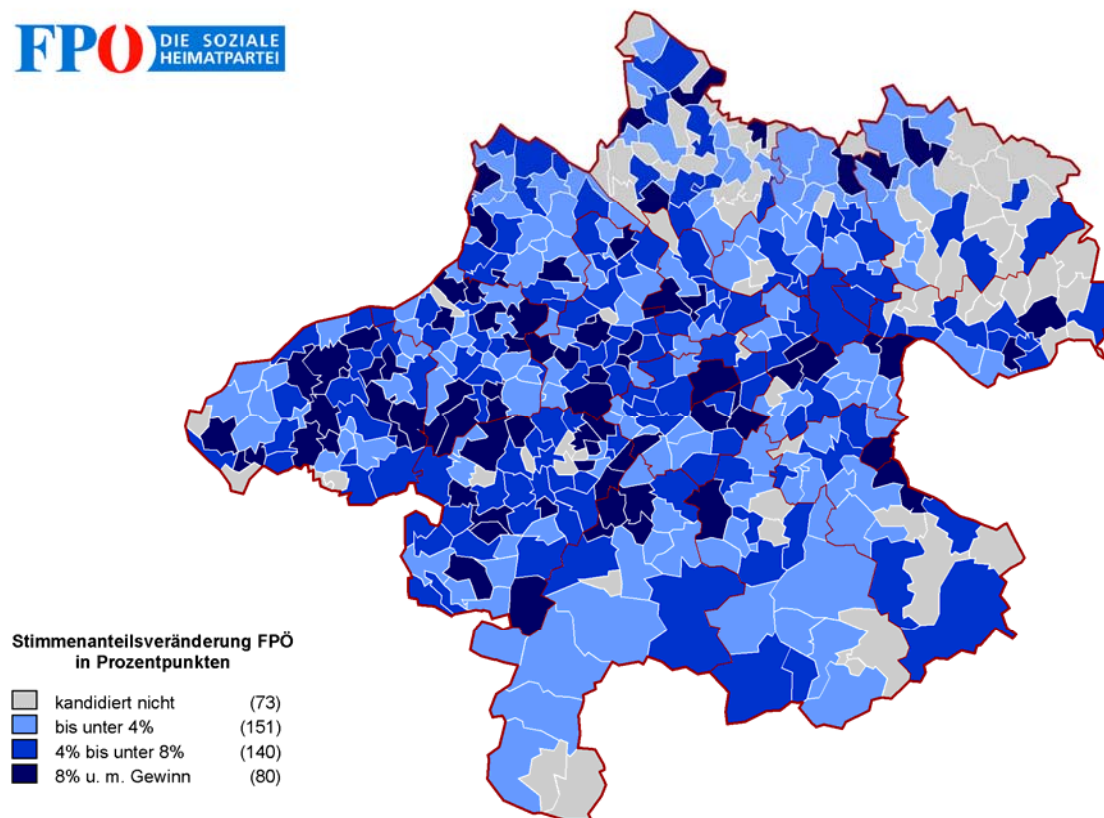 FPÖ DIE SOZIALE
HEIMATPARTEI
Stimmenanteilsveränderung FPÖ
in Prozentpunkten
kandidiert nicht (73)
bis unter 4% (151)
4% bis unter 8% (140)
8% u. m. Gewinn (80)